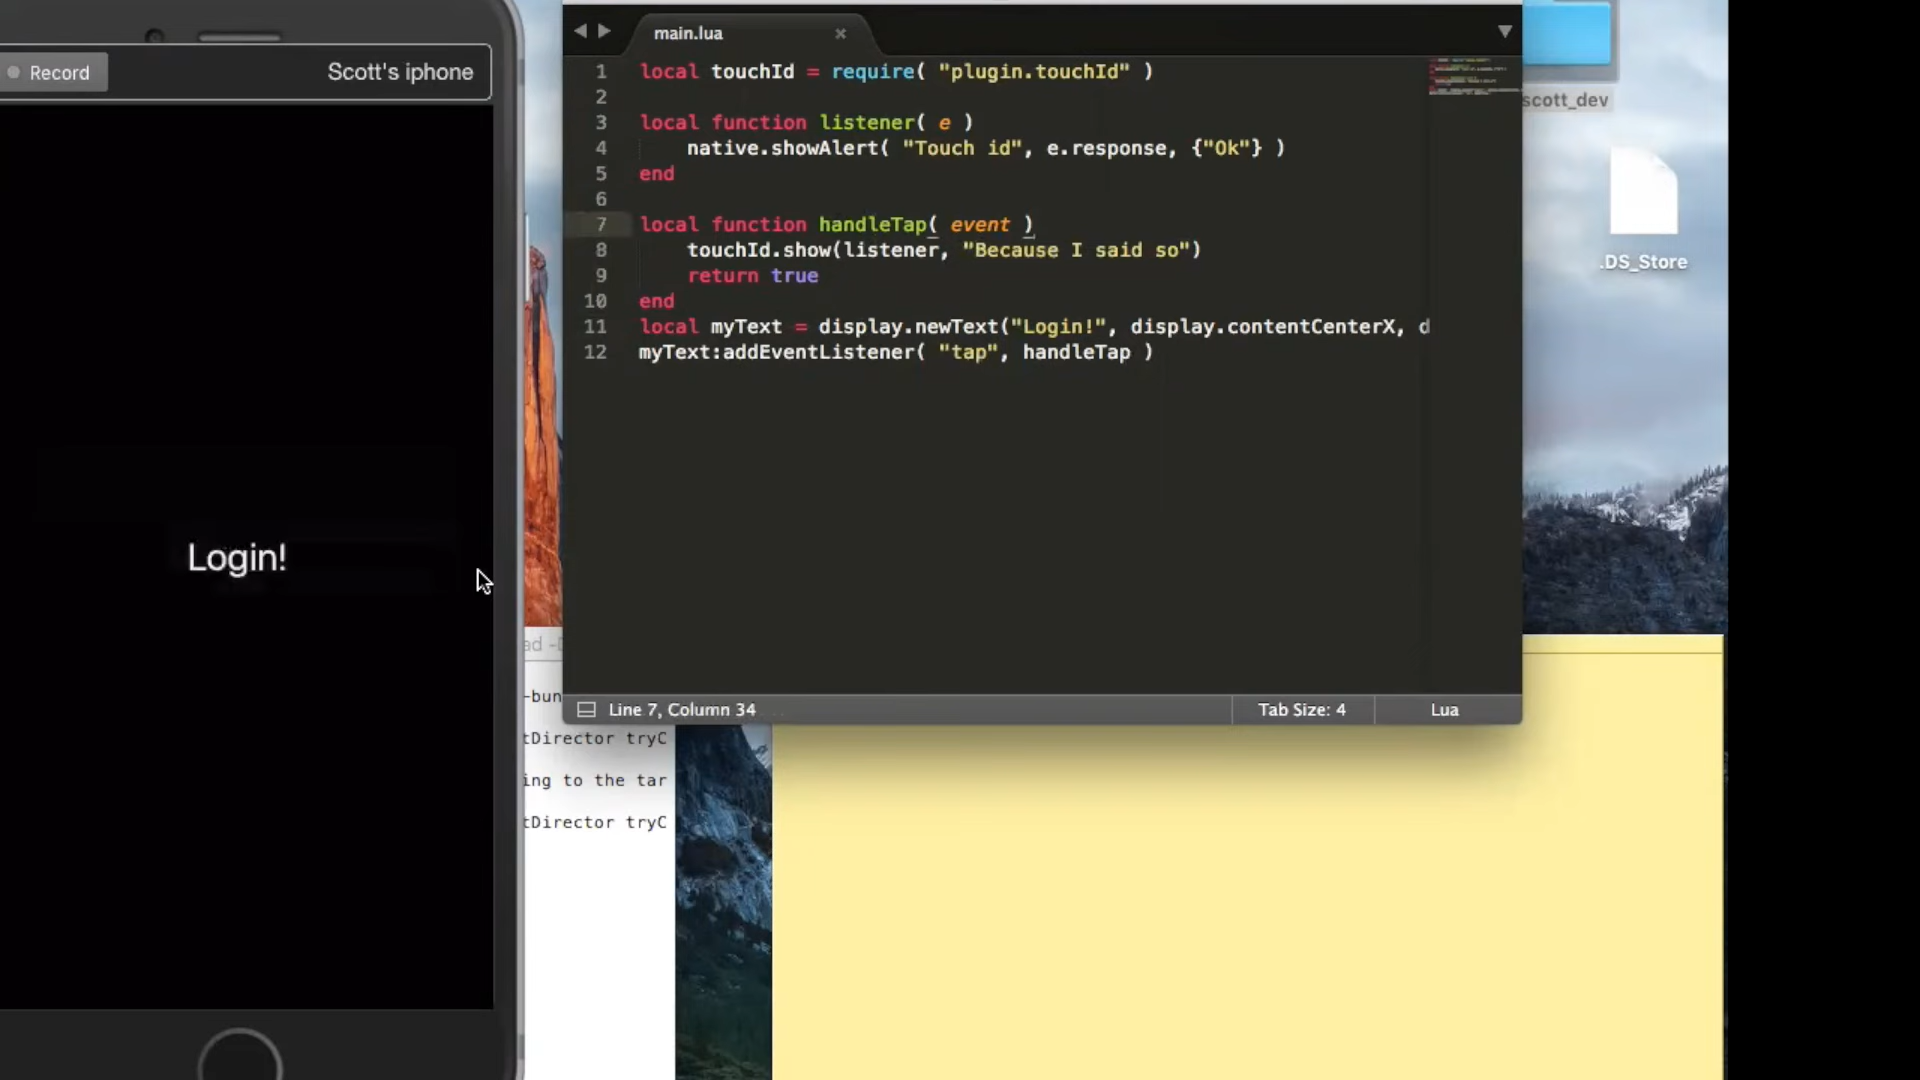 Record
Scott's iphone
Login!
main.lua
1 local touchId = require( "plugin.touchId" )
2
3 local function listener( e )
4 native.showAlert( "Touch id", e.response, {"Ok"} )
5 end
6
7 local function handleTap( event )
8 touchId.show(listener, "Because I said so")
9 return true
10 end
11 local myText = display.newText("Login!", display.contentCenterX, d
12 myText:addEventListener( "tap", handleTap )
Line 7, Column 34
Tab Size: 4
Lua
scott_dev
.DS_Store
-bun
tDirector tryC
ing to the tar
tDirector tryC